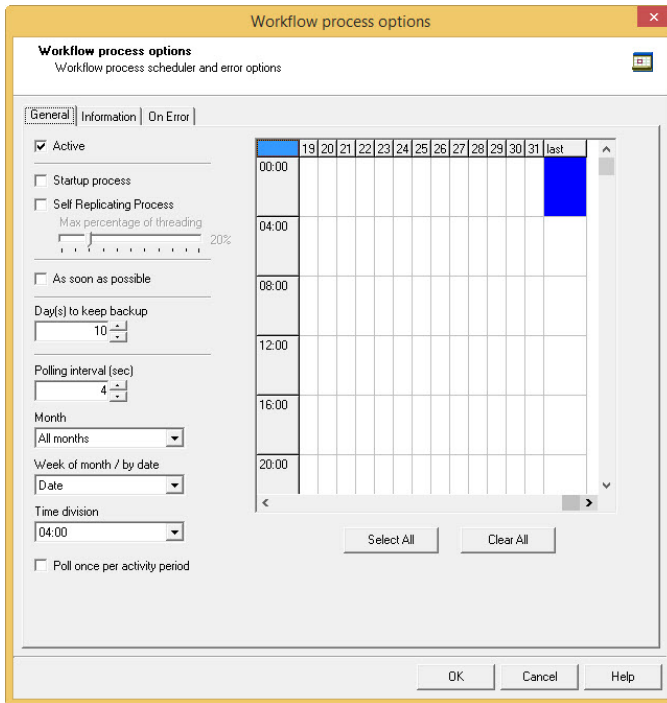 Workflow process options
Workflow process options
Workflow process scheduler and error options
General Information On Error
Active
Startup process
Self Replicating Process
Max percentage of threading
20%
As soon as possible
Day(s) to keep backup
10
Polling interval (sec)
4
Month
All months
Week of month / by date
Date
Time division
04:00
Poll once per activity period
19 20 21 22 23 24 25 26 27 28 29 30 31 last
00:00
04:00
08:00
12:00
16:00
20:00
Select All Clear All
OK Cancel Help